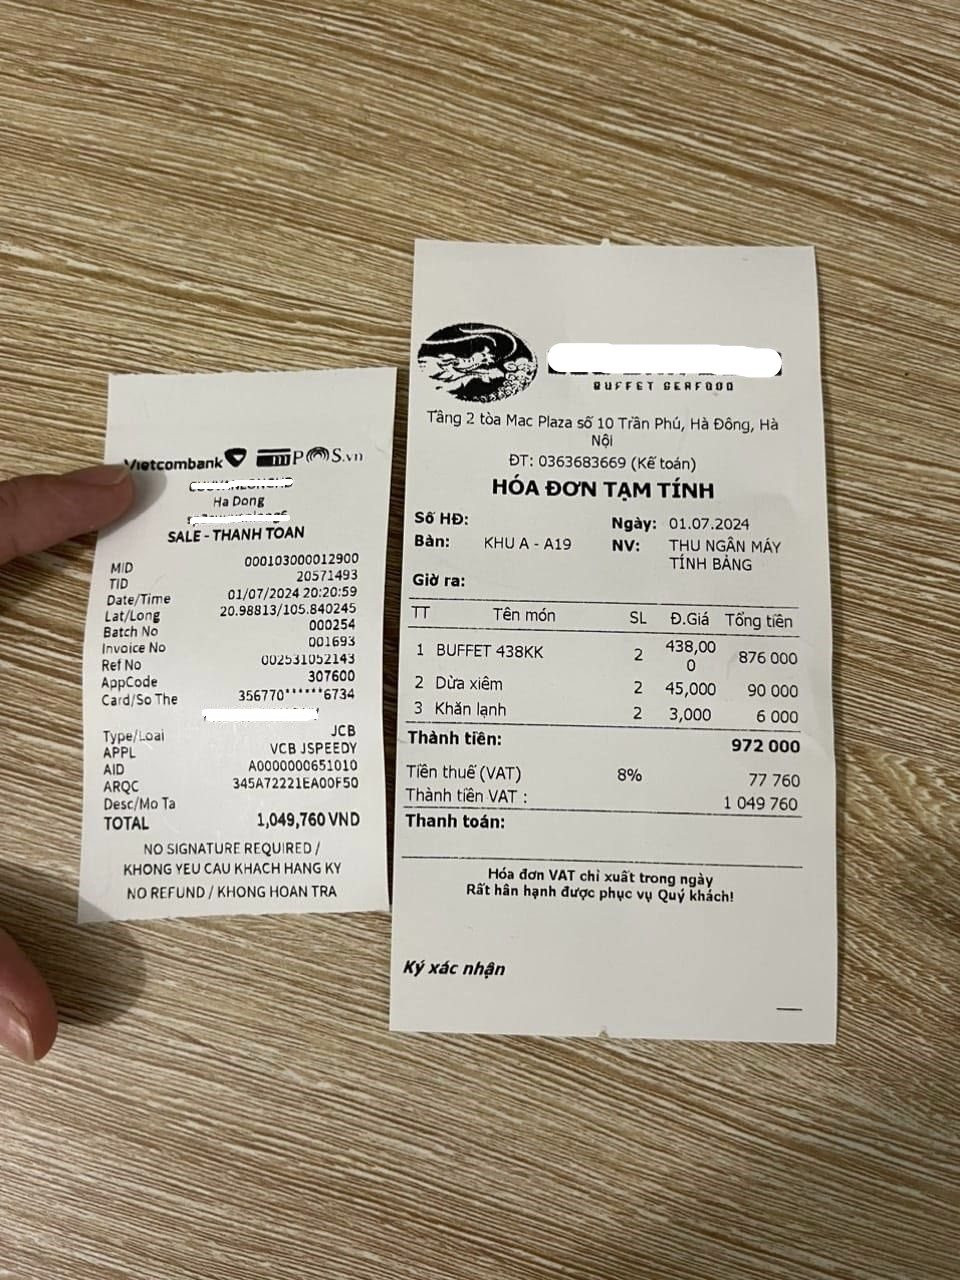 Vietcombank mPOS.vn
Ha Dong
SALE - THANH TOAN
MID 000103000012900
TID 20571493
Date/Time 01/07/2024 20:20:59
Lat/Long 20.98813/105.840245
Batch No 000254
Invoice No 001693
Ref No 002531052143
AppCode 307600
Card/So The 356770******6734
Type/Loai JCB
APPL VCB JSPEEDY
AID A0000000651010
ARQC 345A72221EA00F50
Desc/Mo Ta
TOTAL 1,049,760 VND
NO SIGNATURE REQUIRED /
KHONG YEU CAU KHACH HANG KY
NO REFUND / KHONG HOAN TRA
BUFFET SEAFOOD
Tầng 2 tòa Mac Plaza số 10 Trần Phú, Hà Đông, Hà
Nội
ĐT: 0363683669 (Kế toán)
HÓA ĐƠN TẠM TÍNH
Số HĐ: Ngày: 01.07.2024
Bàn: KHU A - A19 NV: THU NGÂN MÁY
TÍNH BẢNG
Giờ ra:
TT Tên món SL Đ.Giá Tổng tiền
1 BUFFET 438KK 2 438,00 876 000
0
2 Dừa xiêm 2 45,000 90 000
3 Khăn lạnh 2 3,000 6 000
Thành tiền: 972 000
Tiền thuế (VAT) 8% 77 760
Thành tiền VAT : 1 049 760
Thanh toán:
Hóa đơn VAT chỉ xuất trong ngày
Rất hân hạnh được phục vụ Quý khách!
Ký xác nhận